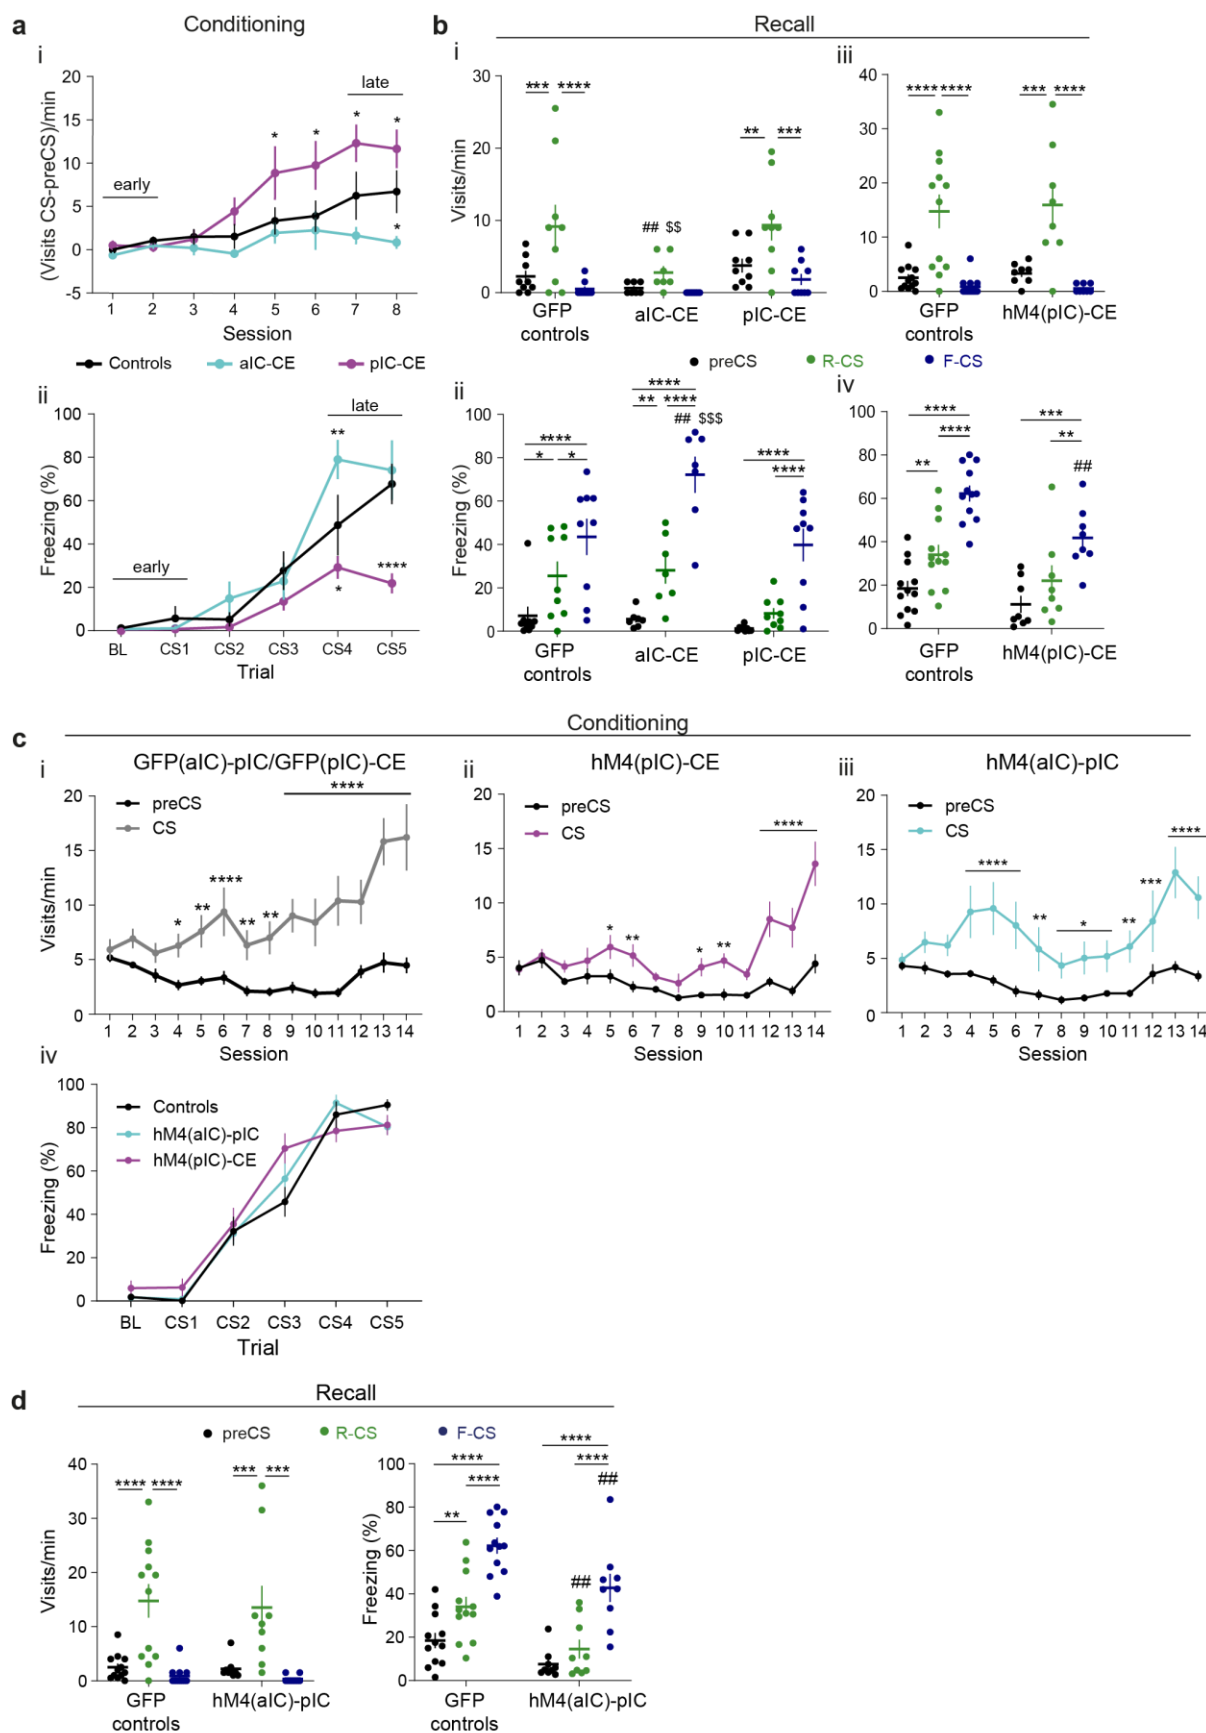 a Conditioning
i
(Visits CS-preCS)/min
20
15
10
5
0
-5
early
late
* * * *
*
1 2 3 4 5 6 7 8
Session
Controls aIC-CE pIC-CE
ii
Freezing (%)
100
80
60
40
20
0
early
late
**
*
****
BL CS1 CS2 CS3 CS4 CS5
Trial
b Recall
i
Visits/min
30
20
10
0
*** ****
## $$
** ***
GFP controls aIC-CE pIC-CE
iii
40
30
20
10
0
**** **** *** ****
GFP controls hM4(pIC)-CE
preCS R-CS F-CS
ii
Freezing (%)
100
80
60
40
20
0
****
* *
****
** ****
## $$$
****
****
GFP controls aIC-CE pIC-CE
iv
100
80
60
40
20
0
****
****
**
***
**
##
GFP controls hM4(pIC)-CE
c Conditioning
i GFP(aIC)-pIC/GFP(pIC)-CE
preCS
CS
Visits/min
20
15
10
5
0
* ** **** ** ** ****
1 2 3 4 5 6 7 8 9 10 11 12 13 14
Session
ii hM4(pIC)-CE
preCS
CS
20
15
10
5
0
* ** * ** ****
1 2 3 4 5 6 7 8 9 10 11 12 13 14
Session
iii hM4(aIC)-pIC
preCS
CS
20
15
10
5
0
**** ** * ** *** ****
1 2 3 4 5 6 7 8 9 10 11 12 13 14
Session
iv
Freezing (%)
100
80
60
40
20
0
Controls
hM4(aIC)-pIC
hM4(pIC)-CE
BL CS1 CS2 CS3 CS4 CS5
Trial
d Recall
preCS R-CS F-CS
Visits/min
40
30
20
10
0
**** **** *** ***
GFP controls hM4(aIC)-pIC
Freezing (%)
100
80
60
40
20
0
****
****
**
****
****
##
##
GFP controls hM4(aIC)-pIC